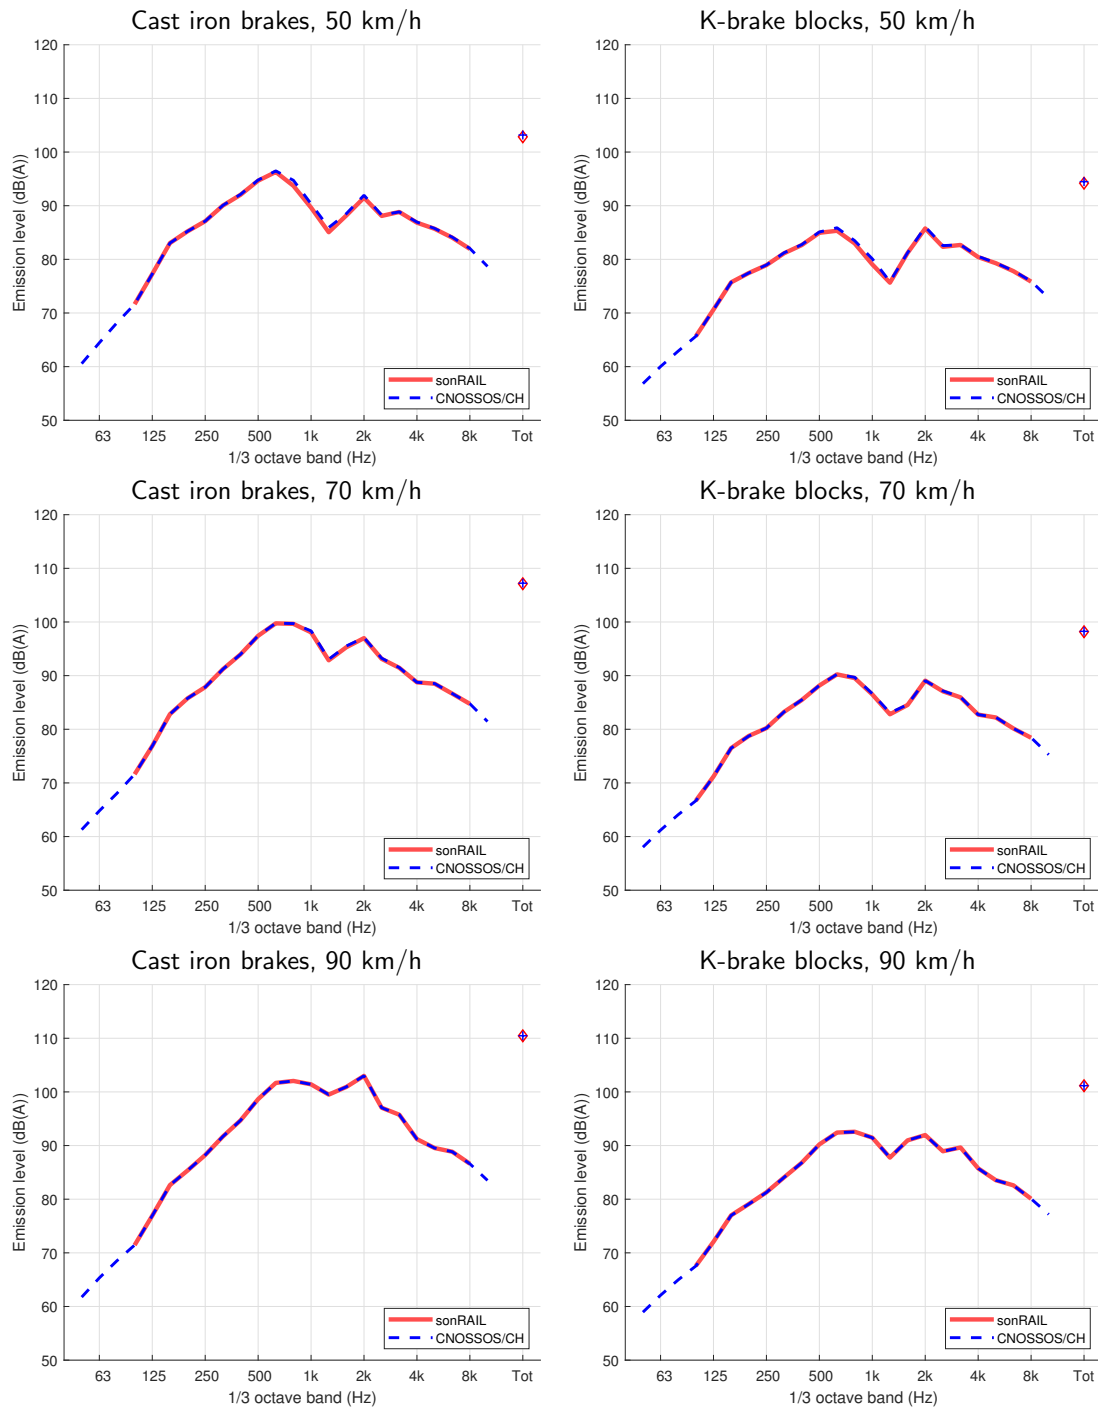 Cast iron brakes, 50 km/h
120
110
100
90
80
70
60
50
Emission level (dB(A))
63 125 250 500 1k 2k 4k 8k Tot
1/3 octave band (Hz)
sonRAIL
CNOSSOS/CH
K-brake blocks, 50 km/h
120
110
100
90
80
70
60
50
Emission level (dB(A))
63 125 250 500 1k 2k 4k 8k Tot
1/3 octave band (Hz)
sonRAIL
CNOSSOS/CH
Cast iron brakes, 70 km/h
120
110
100
90
80
70
60
50
Emission level (dB(A))
63 125 250 500 1k 2k 4k 8k Tot
1/3 octave band (Hz)
sonRAIL
CNOSSOS/CH
K-brake blocks, 70 km/h
120
110
100
90
80
70
60
50
Emission level (dB(A))
63 125 250 500 1k 2k 4k 8k Tot
1/3 octave band (Hz)
sonRAIL
CNOSSOS/CH
Cast iron brakes, 90 km/h
120
110
100
90
80
70
60
50
Emission level (dB(A))
63 125 250 500 1k 2k 4k 8k Tot
1/3 octave band (Hz)
sonRAIL
CNOSSOS/CH
K-brake blocks, 90 km/h
120
110
100
90
80
70
60
50
Emission level (dB(A))
63 125 250 500 1k 2k 4k 8k Tot
1/3 octave band (Hz)
sonRAIL
CNOSSOS/CH